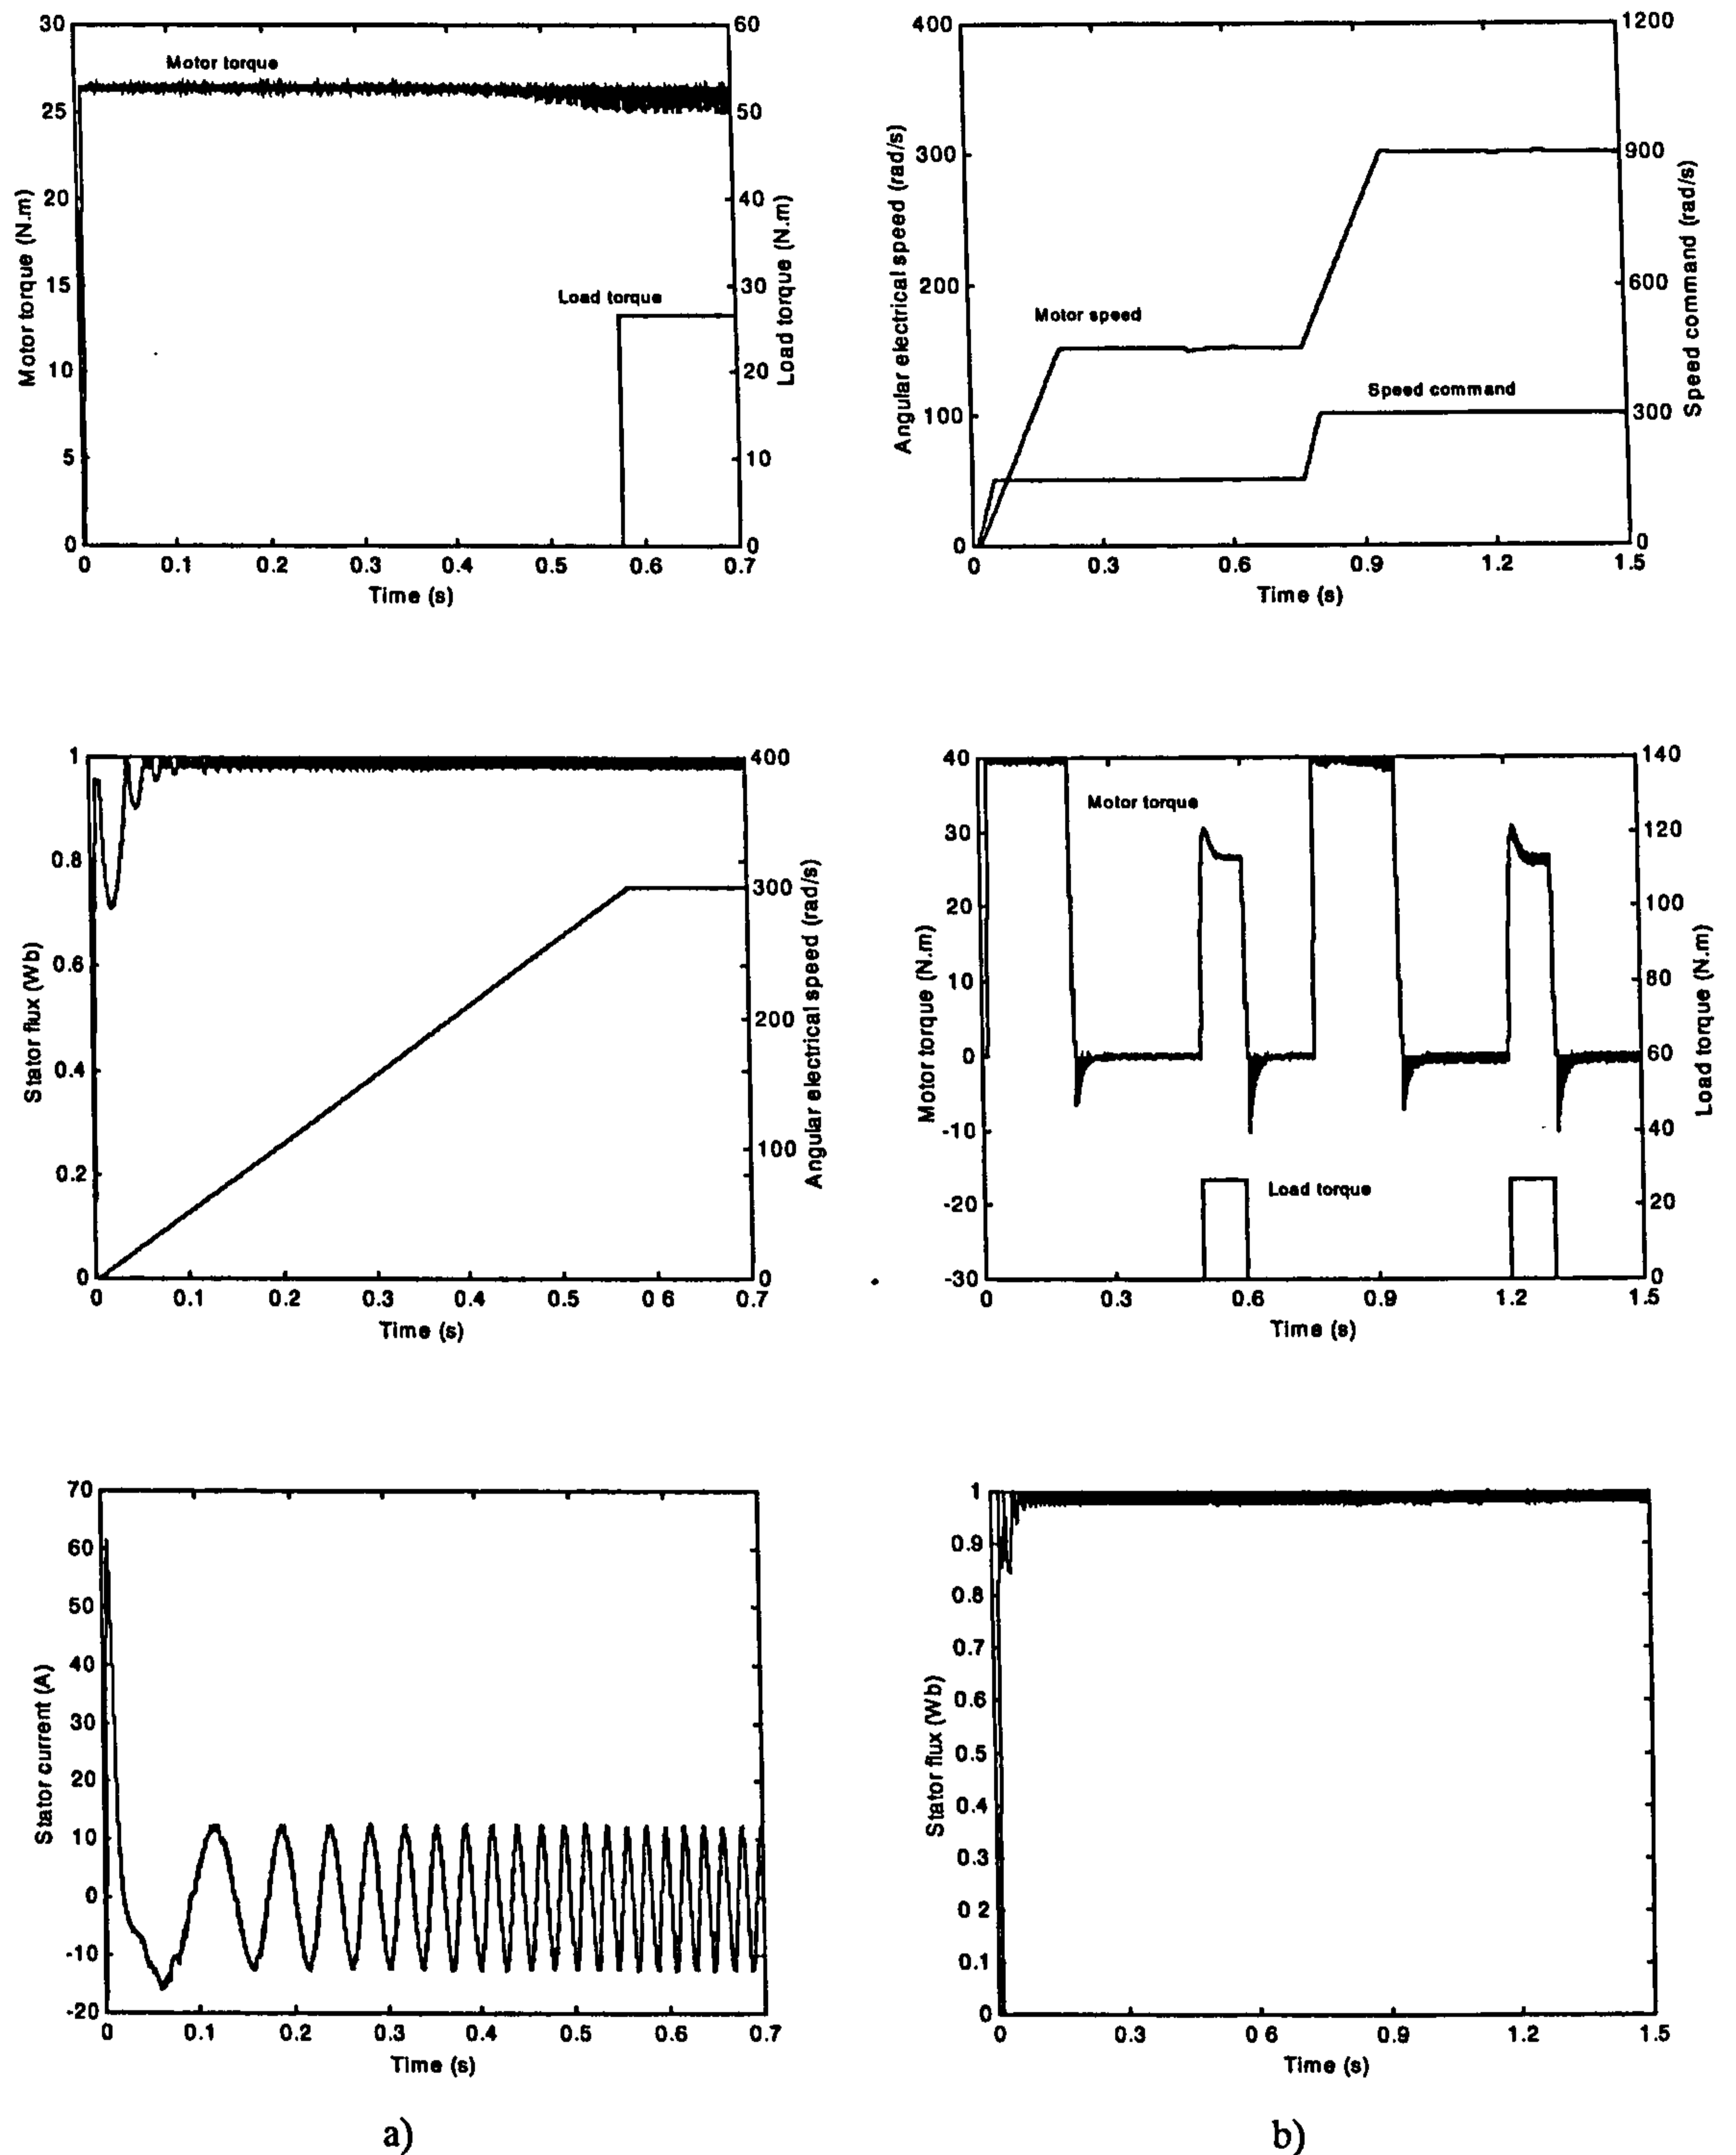 30
25
20
15
10
5
0
Motor torque (N.m)
Motor torque
Load torque
60
50
40
30
20
10
0
Load torque (N.m)
0 0.1 0.2 0.3 0.4 0.5 0.6 0.7
Time (s)
400
300
200
100
0
Angular electrical speed (rad/s)
Motor speed
Speed command
1200
900
600
300
0
Speed command (rad/s)
0 0.3 0.6 0.9 1.2 1.5
Time (s)
1
0.8
0.6
0.4
0.2
0
Stator flux (Wb)
400
300
200
100
0
Angular electrical speed (rad/s)
0 0.1 0.2 0.3 0.4 0.5 0 6 0.7
Time (s)
40
30
20
10
0
-10
-20
-30
Motor torque (N.m)
Motor torque
Load torque
140
120
100
80
60
40
20
0
Load torque (N.m)
0 0.3 0.6 0.9 1.2 1.5
Time (s)
70
60
50
40
30
20
10
0
-10
-20
Stator current (A)
0 0.1 0.2 0.3 0.4 0.5 0.6 0.7
Time (s)
1
0.9
0.8
0.7
0.6
0.5
0.4
0.3
0.2
0.1
0
Stator flux (Wb)
0 0.3 0 6 0.9 1.2 1.5
Time (s)
a)
b)